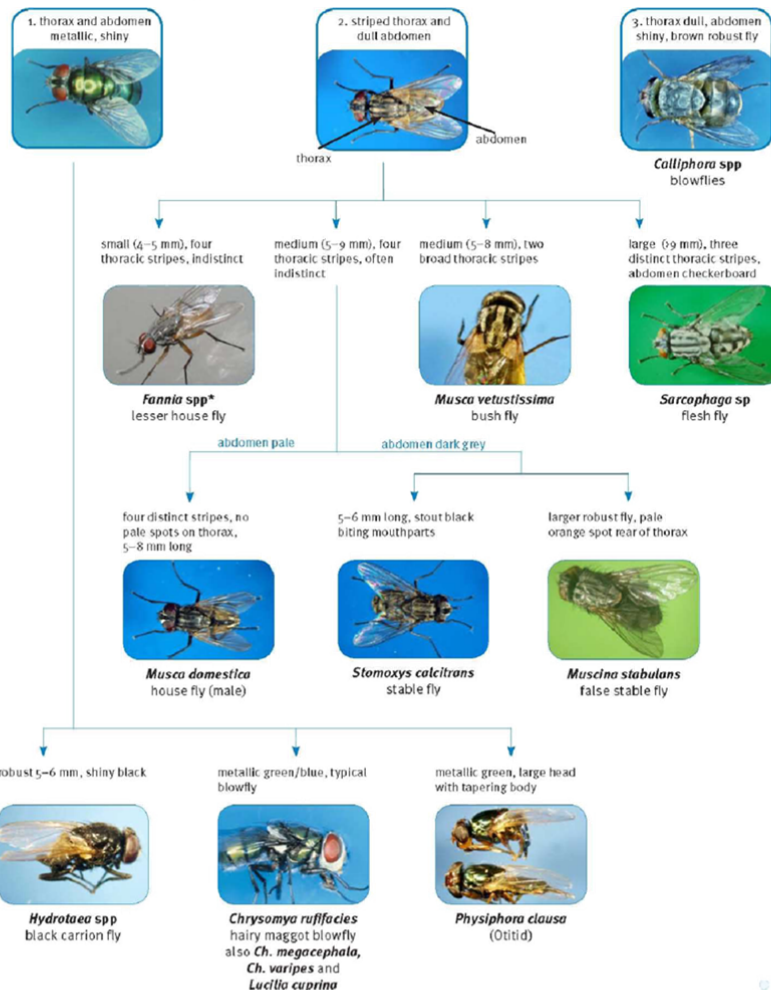 1. thorax and abdomen
metallic, shiny
2. striped thorax and
dull abdomen
3. thorax dull, abdomen
shiny, brown robust fly
thorax
abdomen
Calliphora spp
blowflies
small (4–5 mm), four
thoracic stripes, indistinct
medium (5–9 mm), four
thoracic stripes, often
indistinct
medium (5–8 mm), two
broad thoracic stripes
large (>9 mm), three
distinct thoracic stripes,
abdomen checkerboard
Fannia spp*
lesser house fly
Musca vetustissima
bush fly
Sarcophaga sp
flesh fly
abdomen pale
abdomen dark grey
four distinct stripes, no
pale spots on thorax,
5–8 mm long
5–6 mm long, stout black
biting mouthparts
larger robust fly, pale
orange spot rear of thorax
Musca domestica
house fly (male)
Stomoxys calcitrans
stable fly
Muscina stabulans
false stable fly
robust 5–6 mm, shiny black
metallic green/blue, typical
blowfly
metallic green, large head
with tapering body
Hydrotaea spp
black carrion fly
Chrysomya rufifacies
hairy maggot blowfly
also Ch. megacephala,
Ch. varipes and
Lucilia cuprina
Physiphora clausa
(Otitid)